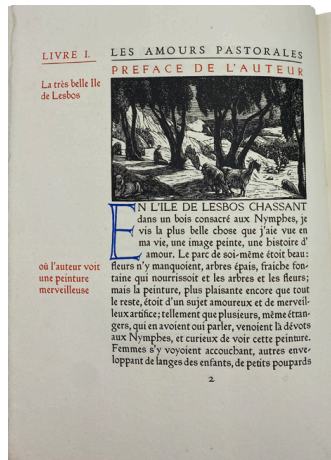 LIVRE I.
LES AMOURS PASTORALES
PREFACE DE L'AUTEUR
La très belle Ile
de Lesbos
EN L'ILE DE LESBOS CHASSANT
dans un bois consacré aux Nymphes, je
vis la plus belle chose que j'aie vue en
ma vie, une image peinte, une histoire d'
amour. Le parc de soi-même étoit beau:
où l'auteur voit
une peinture
merveilleuse
fleurs n'y manquoient, arbres épais, fraiche fon-
taine qui nourrissoit et les arbres et les fleurs;
mais la peinture, plus plaisante encore que tout
le reste, étoit d'un sujet amoureux et de merveil-
leux artifice; tellement que plusieurs, même étran-
gers, qui en avoient oui parler, venoient là dévots
aux Nymphes, et curieux de voir cette peinture.
Femmes s'y voyoient accouchant, autres enve-
loppant de langes des enfants, de petits poupards
2